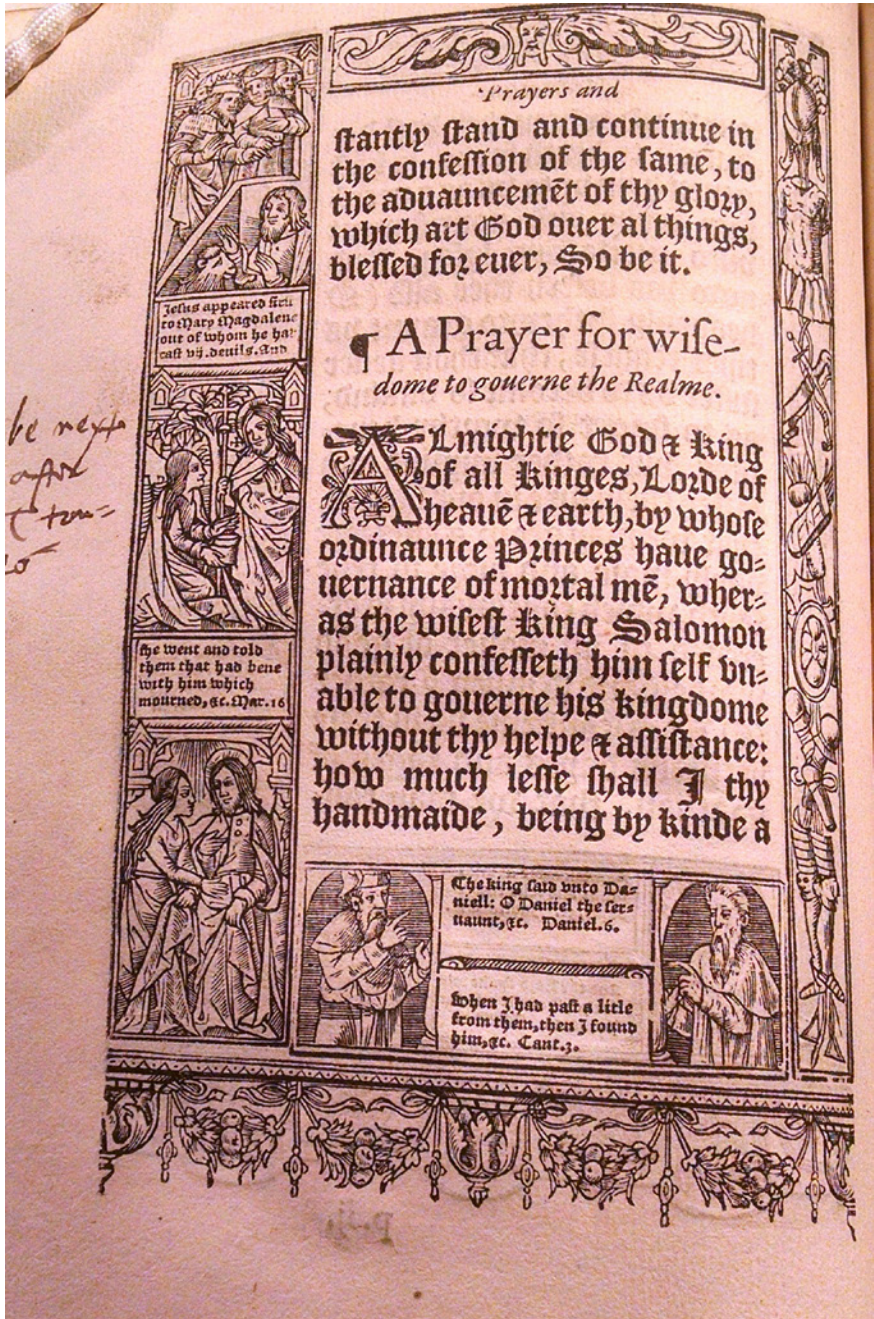 Prayers and
ſtantly ſtand and continue in
the confeſſion of the ſame, to
the aduauncemēt of thy glory,
which art God ouer al things,
bleſſed for euer, So be it.
¶ A Prayer for wiſe-
dome to gouerne the Realme.
ALmightie God & King
of all Kinges, Lorde of
heauē & earth, by whoſe
ordinaunce Princes haue go-
uernance of mortal mē, wher-
as the wiſeſt King Salomon
plainly confeſſeth him ſelf vn-
able to gouerne his kingdome
without thy helpe & aſſiſtance:
how much leſſe ſhall I thy
handmaide, being by kinde a
Jeſus appeared firſt
to Mary Magdalene
out of whom he had
caſt vij. deuils. And
ſhe went and told
them that had bene
with him which
mourned, &c. Mar. 16
The king ſaid vnto Da-
niell: O Daniel the ſer-
uaunt, &c. Daniel. 6.
When I had paſt a litle
from them, then I found
him, &c. Cant. 3.
be next
after